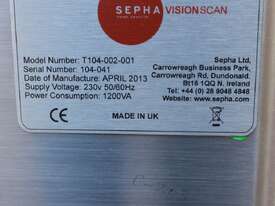 SEPHA VISIONSCAN
Model Number: T104-002-001
Serial Number: 104-041
Date of Manufacture: APRIL 2013
Supply Voltage: 230v 50/60Hz
Power Consumption: 1200VA
Sepha Ltd,
Carrowreagh Business Park,
Carrowreagh Rd, Dundonald,
Bt16 1QQ N. Ireland
Tel: +44 (0) 28 9048 4848
Website: www.sepha.com
CE MADE IN UK